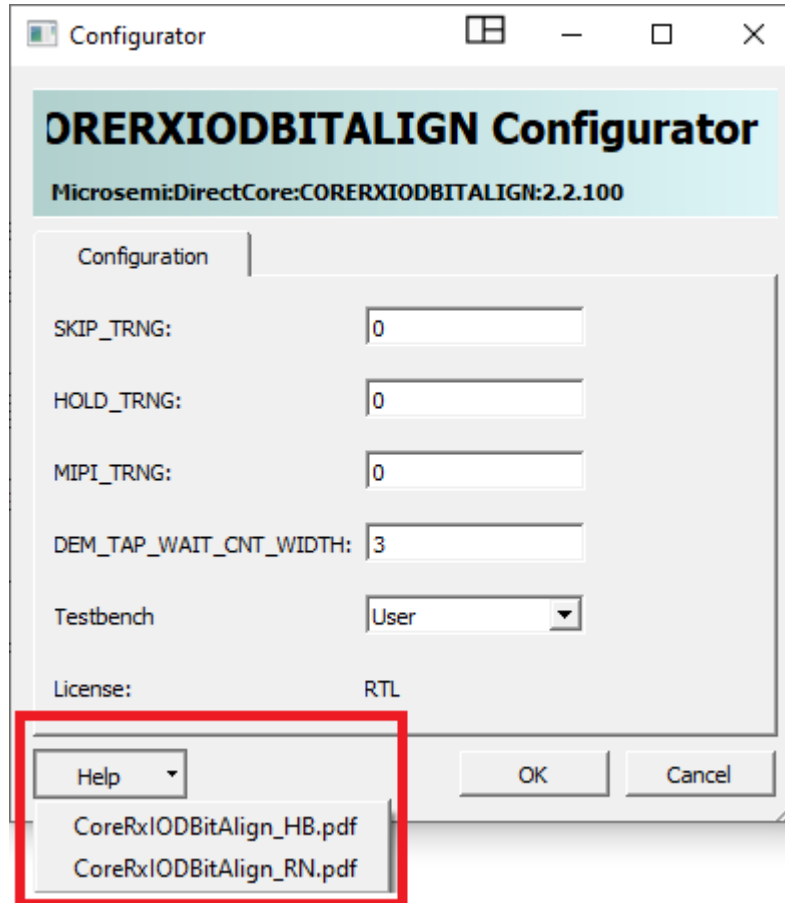 Configurator
ORERXIODBITALIGN Configurator
Microsemi:DirectCore:CORERXIODBITALIGN:2.2.100
Configuration
SKIP_TRNG: 0
HOLD_TRNG: 0
MIPI_TRNG: 0
DEM_TAP_WAIT_CNT_WIDTH: 3
Testbench User
License: RTL
Help OK Cancel
CoreRxIODBitAlign_HB.pdf
CoreRxIODBitAlign_RN.pdf